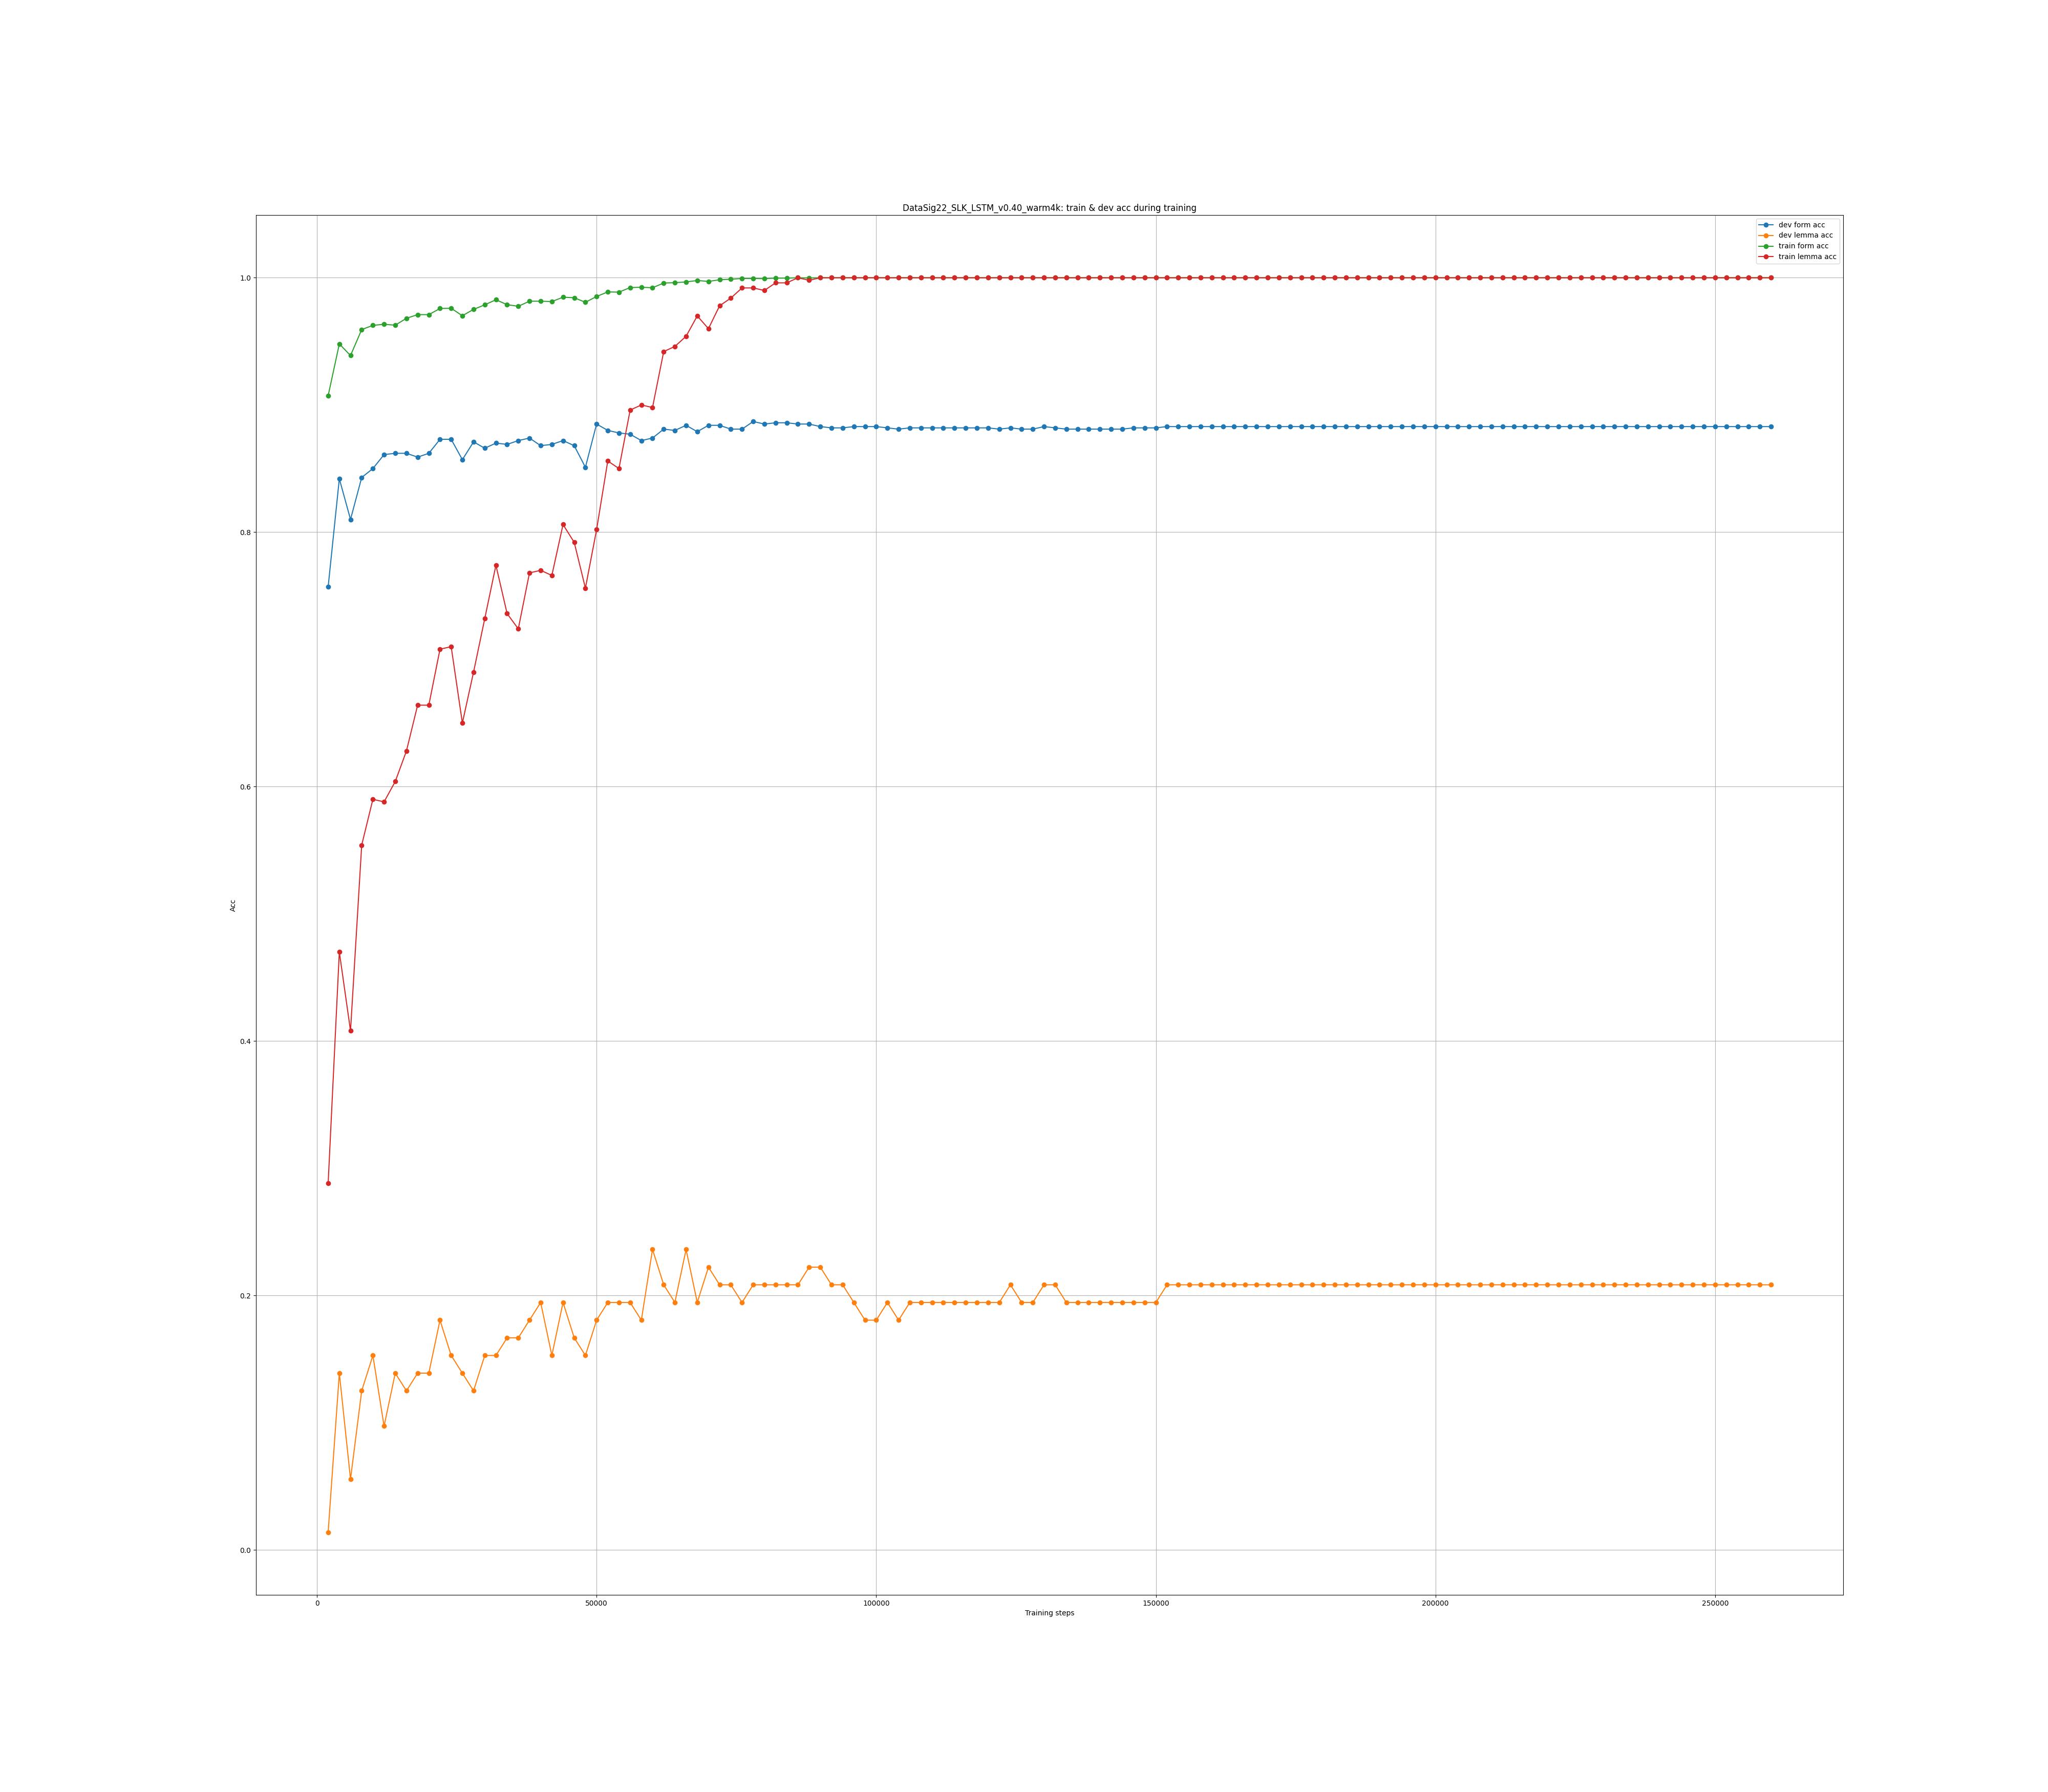 DataSig22_SLK_LSTM_v0.40_warm4k: train & dev acc during training
dev form acc
dev lemma acc
train form acc
train lemma acc
1.0
0.8
0.6
0.4
0.2
0.0
Acc
0
50000
100000
150000
200000
250000
Training steps